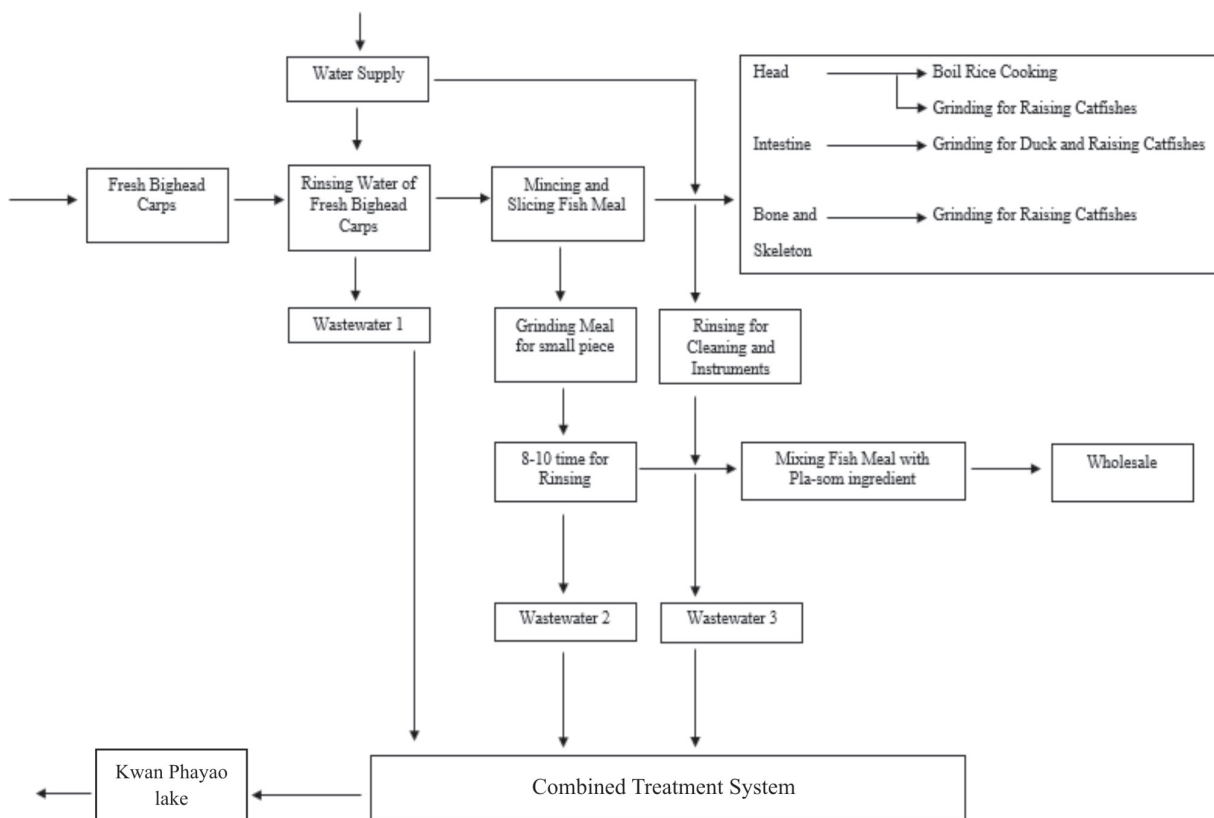 Water Supply
Head
Boil Rice Cooking
Grinding for Raising Catfishes
Intestine
Grinding for Duck and Raising Catfishes
Bone and
Skeleton
Grinding for Raising Catfishes
Fresh Bighead
Carps
Rinsing Water of
Fresh Bighead
Carps
Mincing and
Slicing Fish Meal
Wastewater 1
Grinding Meal
for small piece
Rinsing for
Cleaning and
Instruments
8-10 time for
Rinsing
Mixing Fish Meal with
Pla-som ingredient
Wholesale
Wastewater 2
Wastewater 3
Kwan Phayao
lake
Combined Treatment System